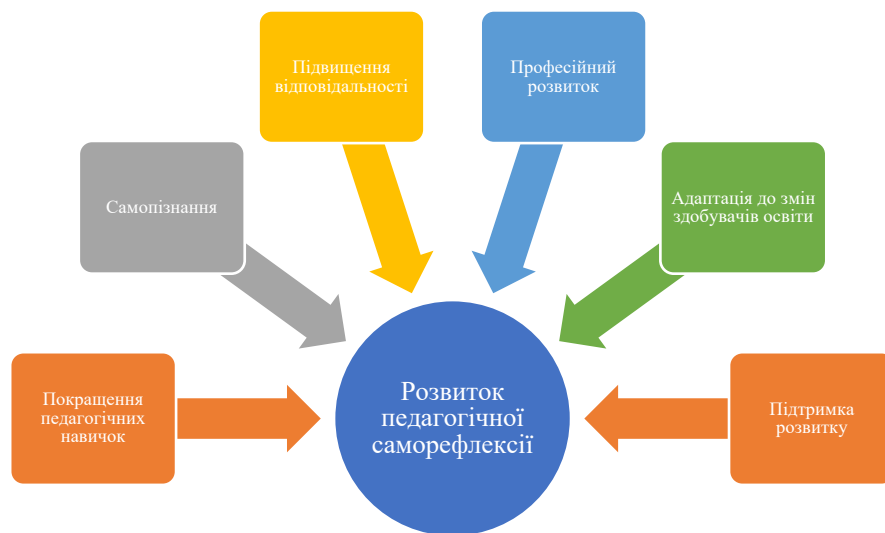 Підвищення
відповідальності
Професійний
розвиток
Самопізнання
Адаптація до змін
здобувачів освіти
Покращення
педагогічних
навичок
Розвиток
педагогічної
саморефлексії
Підтримка
розвитку